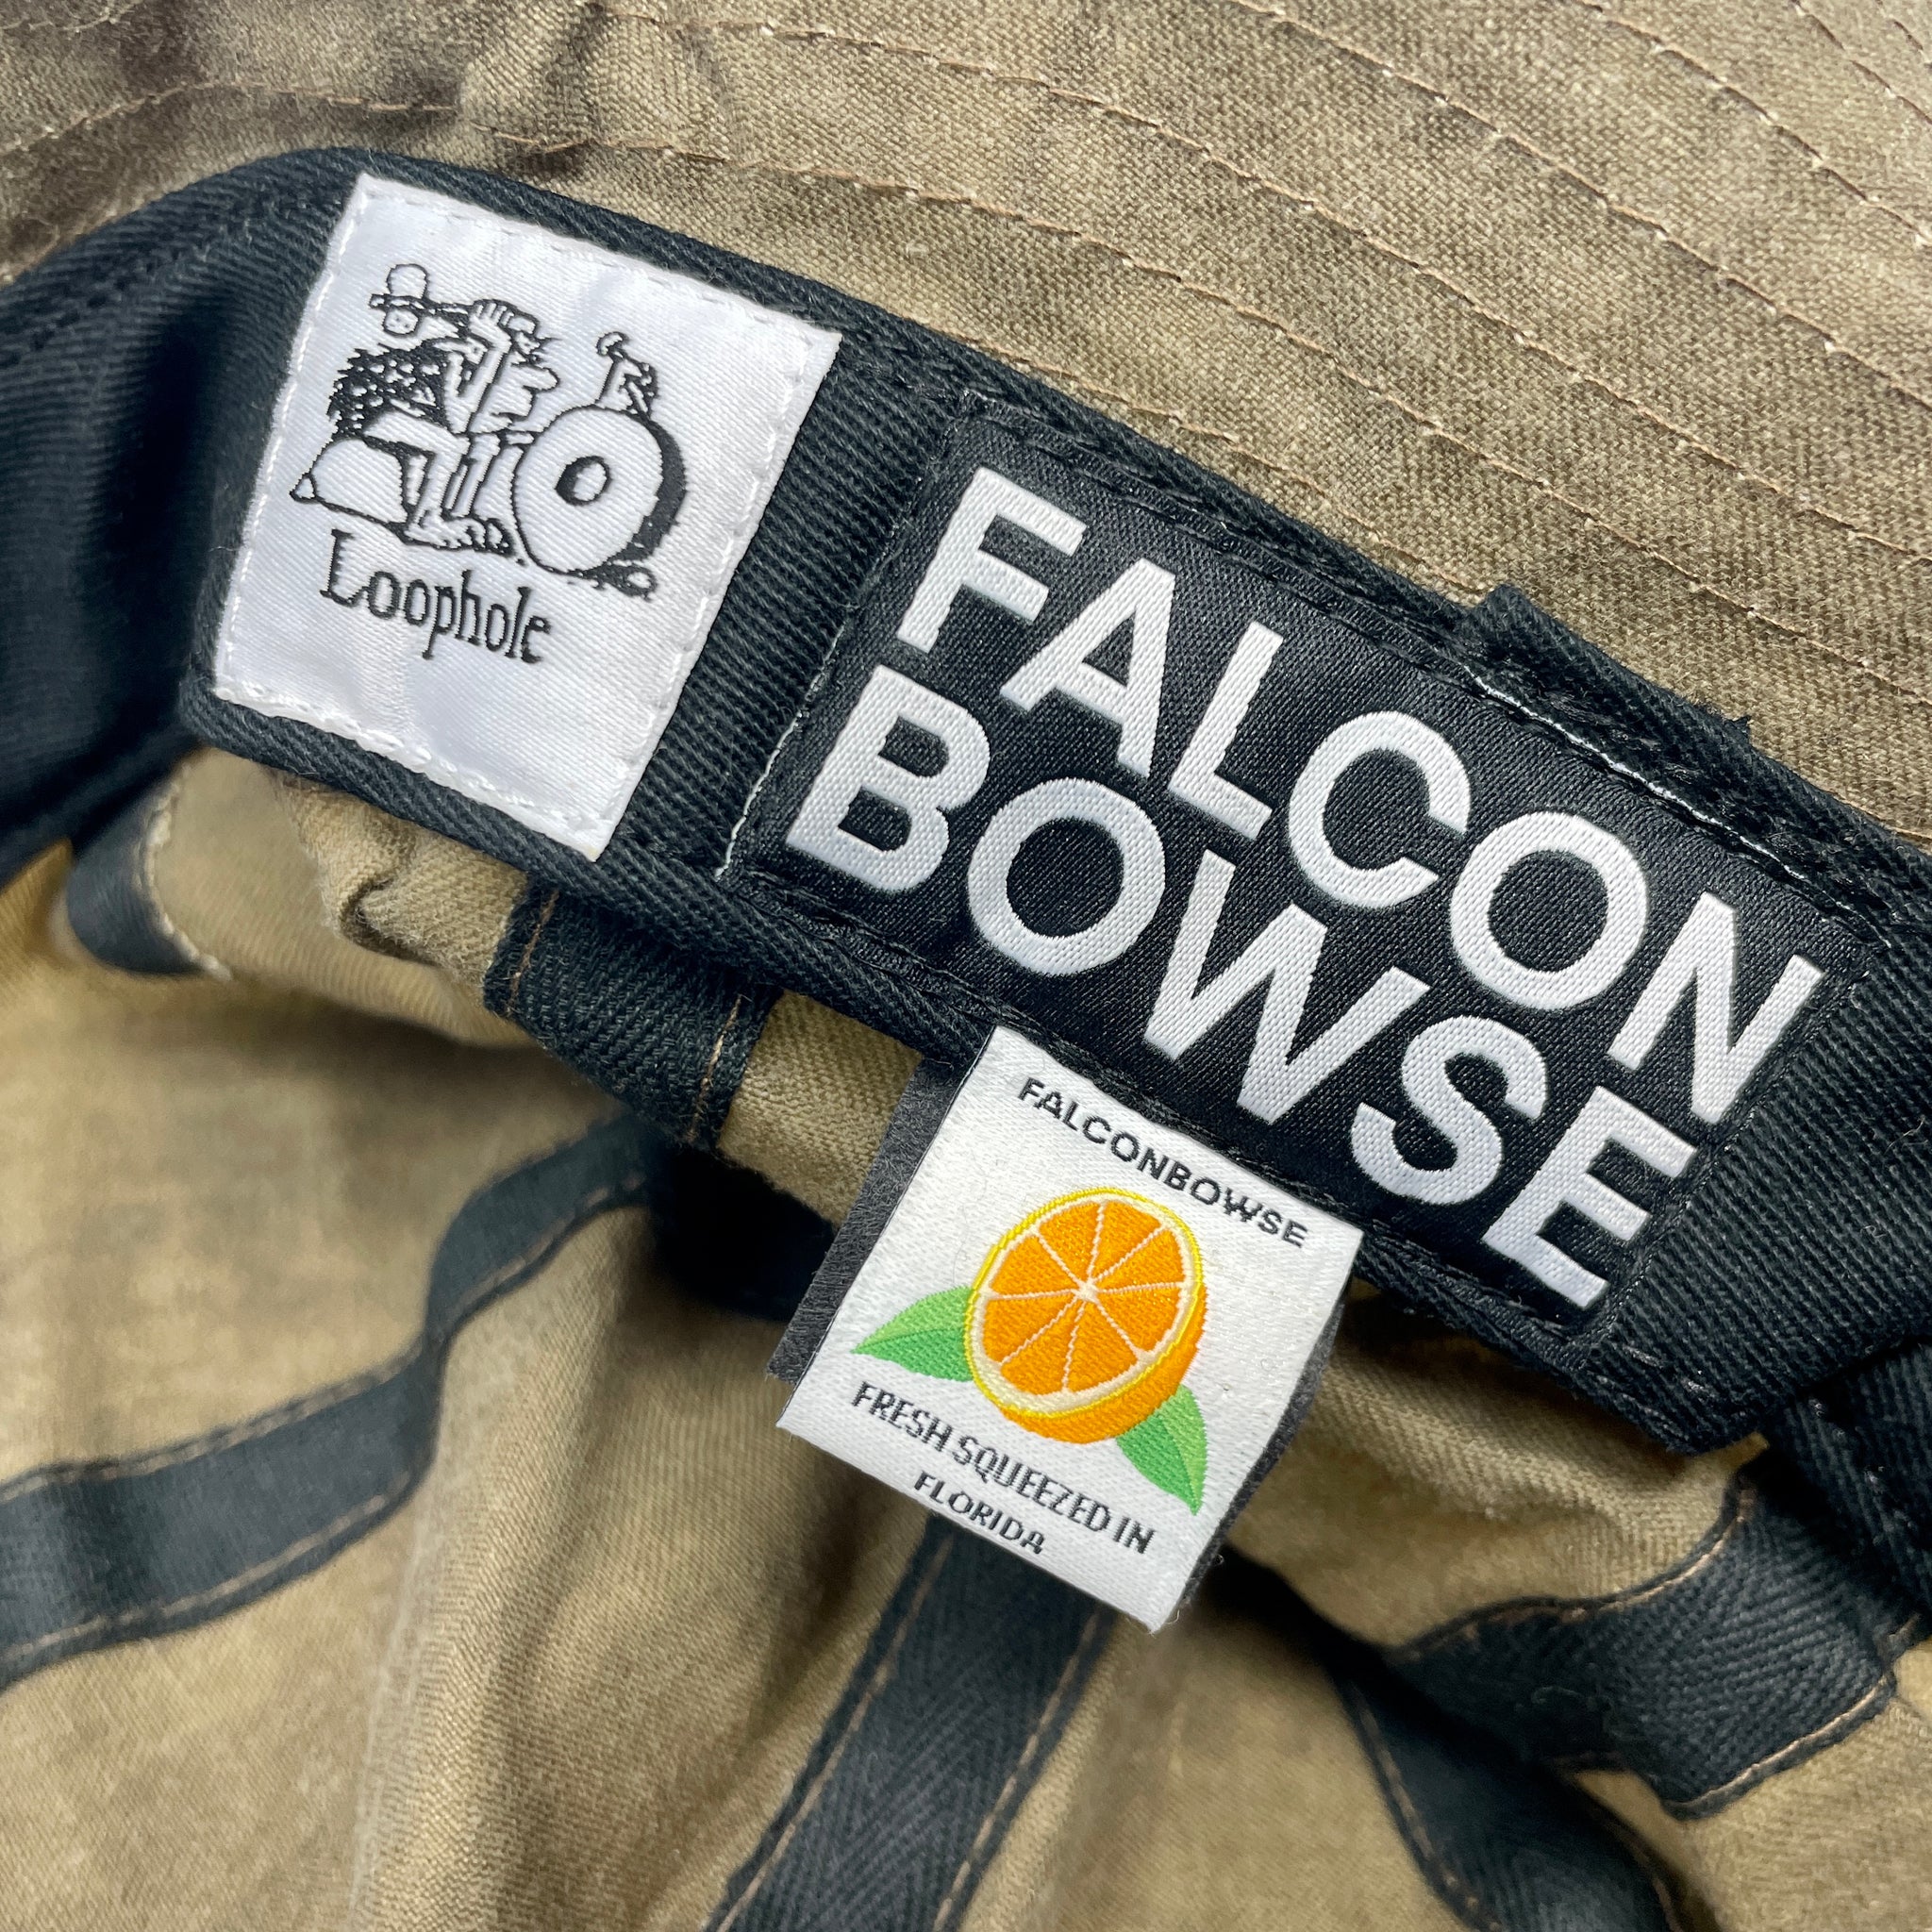 Loophole
FALCON
BOWSE
FALCONBOWSE
FRESH SQUEEZED IN
FLORIDA